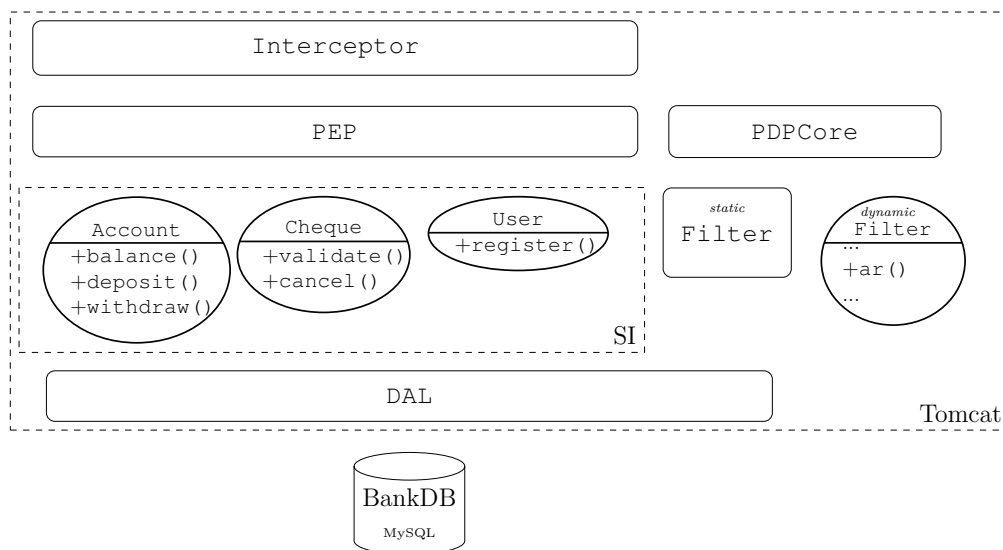 Interceptor
PEP
PDPCore
Account
+balance()
+deposit()
+withdraw()
Cheque
+validate()
+cancel()
User
+register()
static
Filter
dynamic
Filter
...
+ar()
...
SI
DAL
Tomcat
BankDB
MySQL